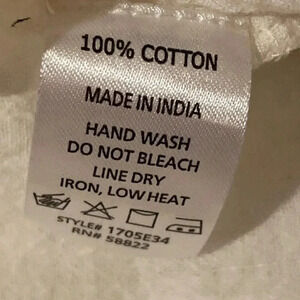 100% COTTON
MADE IN INDIA
HAND WASH
DO NOT BLEACH
LINE DRY
IRON, LOW HEAT
STYLE# 1705E34
RN# 58822